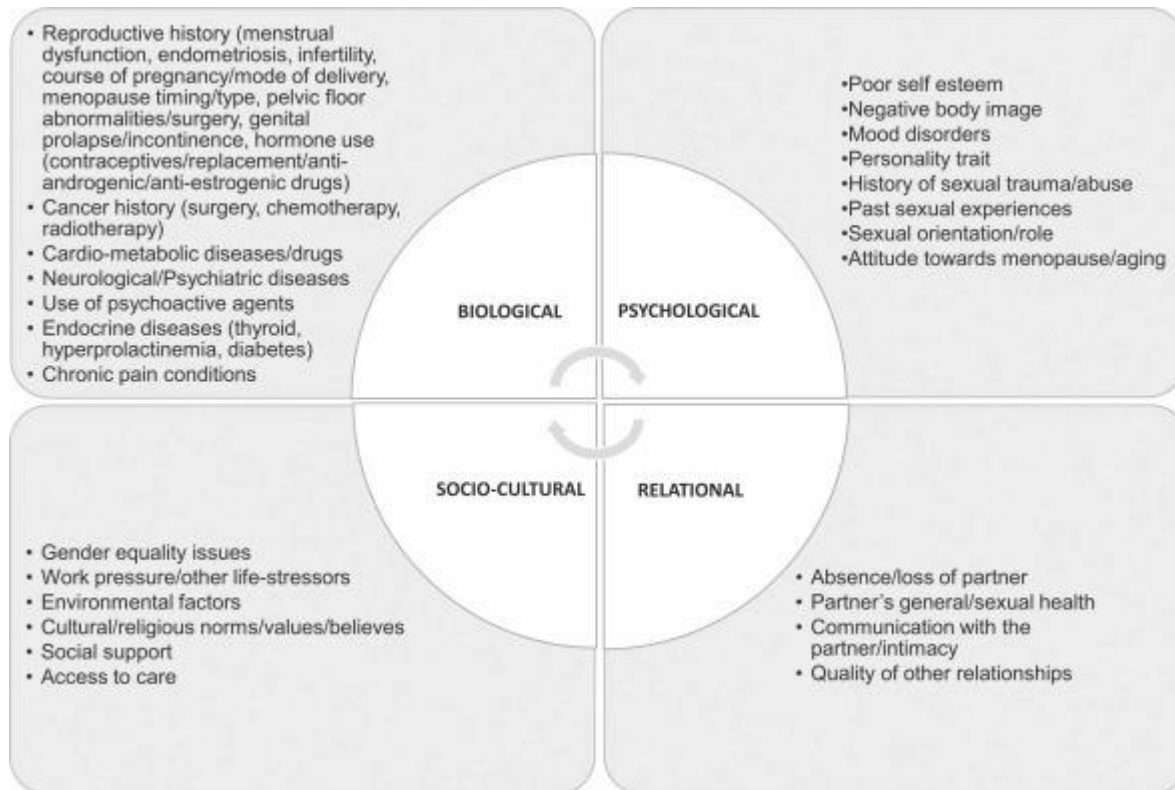 • Reproductive history (menstrual
dysfunction, endometriosis, infertility,
course of pregnancy/mode of delivery,
menopause timing/type, pelvic floor
abnormalities/surgery, genital
prolapse/incontinence, hormone use
(contraceptives/replacement/anti-
androgenic/anti-estrogenic drugs)
• Cancer history (surgery, chemotherapy,
radiotherapy)
• Cardio-metabolic diseases/drugs
• Neurological/Psychiatric diseases
• Use of psychoactive agents
• Endocrine diseases (thyroid,
hyperprolactinemia, diabetes)
• Chronic pain conditions
BIOLOGICAL
•Poor self esteem
•Negative body image
•Mood disorders
•Personality trait
•History of sexual trauma/abuse
•Past sexual experiences
•Sexual orientation/role
•Attitude towards menopause/aging
PSYCHOLOGICAL
SOCIO-CULTURAL
• Gender equality issues
• Work pressure/other life-stressors
• Environmental factors
• Cultural/religious norms/values/believes
• Social support
• Access to care
RELATIONAL
• Absence/loss of partner
• Partner's general/sexual health
• Communication with the
partner/intimacy
• Quality of other relationships